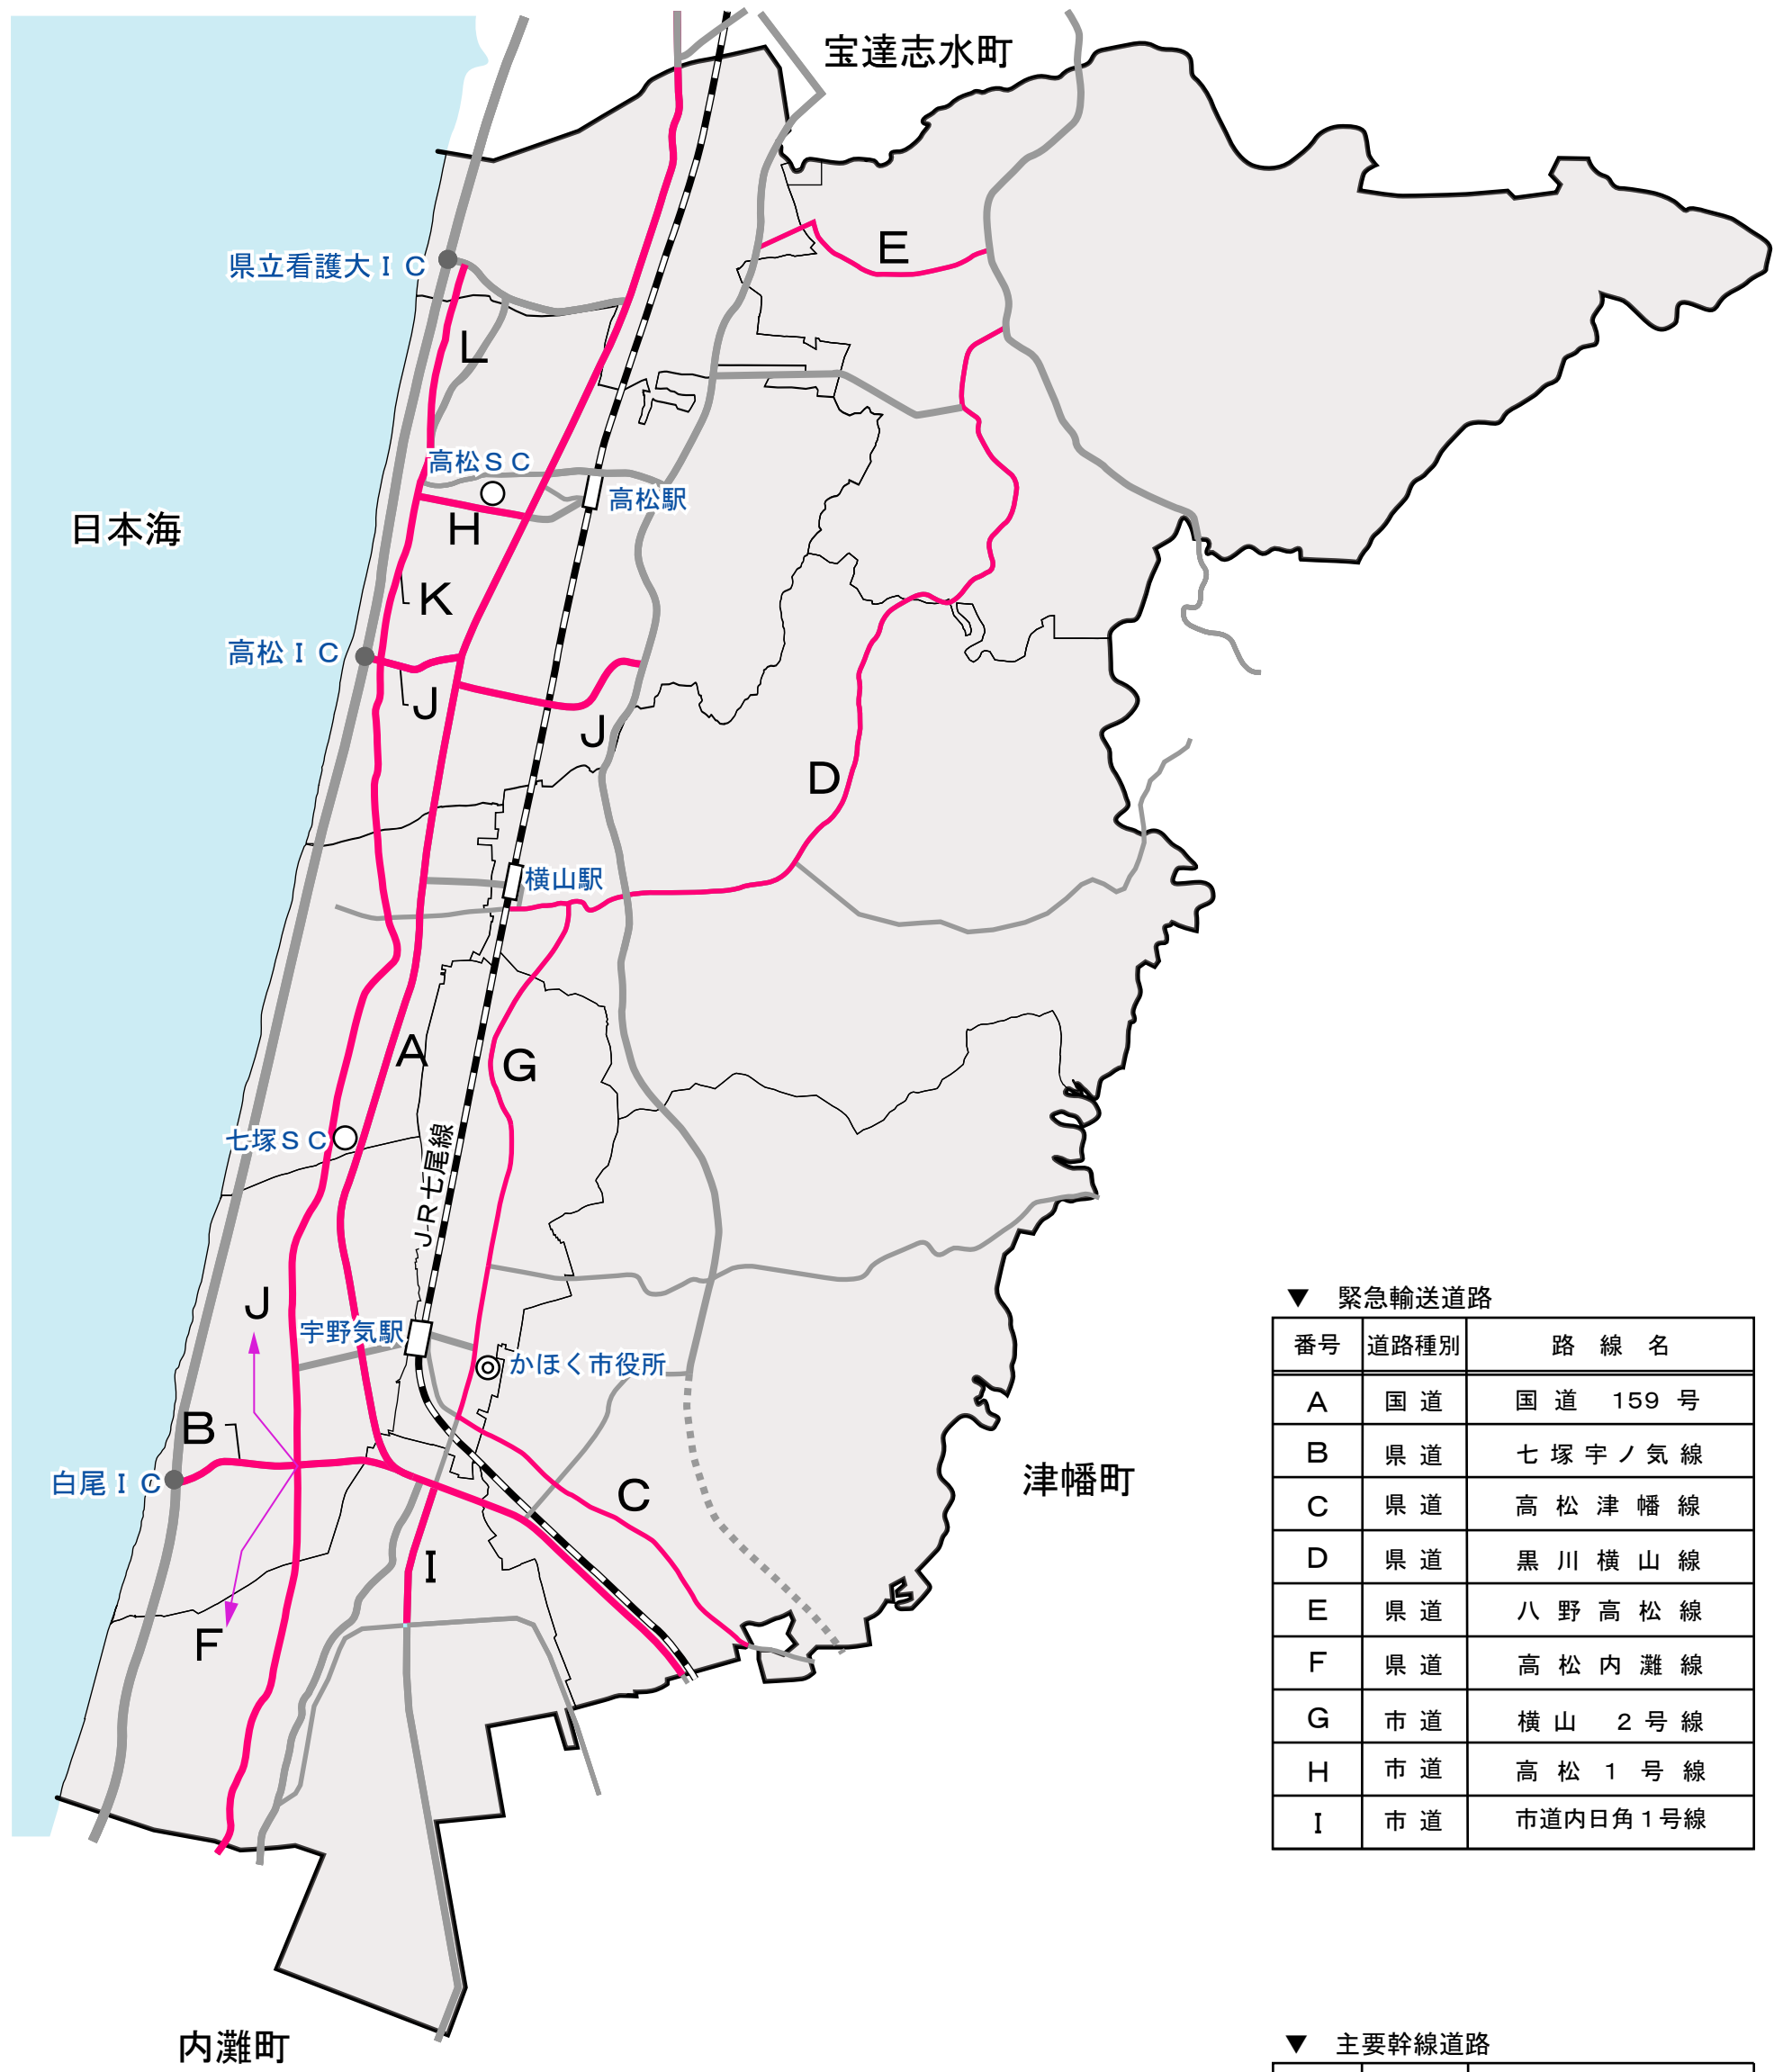 宝達志水町
県立看護大ＩＣ
E
L
高松ＳＣ
高松駅
日本海
H
K
高松ＩＣ
J
J
D
横山駅
A
G
七塚ＳＣ
ＪＲ七尾線
J
宇野気駅
かほく市役所
B
白尾ＩＣ
C
津幡町
I
F
内灘町
▼ 緊急輸送道路
番号 道路種別 路線名
A 国道 国道 159号
B 県道 七塚宇ノ気線
C 県道 高松津幡線
D 県道 黒川横山線
E 県道 八野高松線
F 県道 高松内灘線
G 市道 横山 2号線
H 市道 高松1号線
I 市道 市道内日角1号線
▼ 主要幹線道路